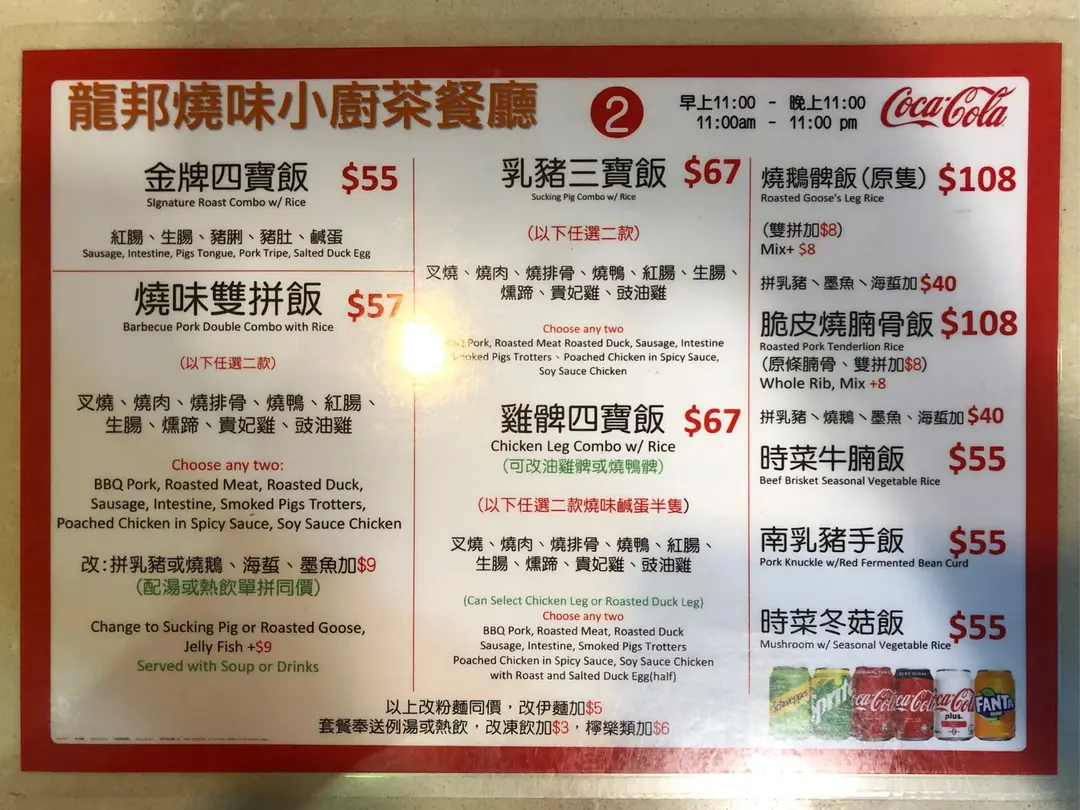 龍邦燒味小廚茶餐廳
2
早上11:00 - 晚上11:00
11:00am - 11:00 pm
Coca-Cola
金牌四寶飯 $55
SIgnature Roast Combo w/ Rice
紅腸、生腸、豬脷、豬肚、鹹蛋
Sausage, Intestine, Pigs Tongue, Pork Tripe, Salted Duck Egg
燒味雙拼飯 $57
Barbecue Pork Double Combo with Rice
(以下任選二款)
叉燒、燒肉、燒排骨、燒鴨、紅腸、
生腸、燻蹄、貴妃雞、豉油雞
Choose any two:
BBQ Pork, Roasted Meat, Roasted Duck,
Sausage, Intestine, Smoked Pigs Trotters,
Poached Chicken in Spicy Sauce, Soy Sauce Chicken
改:拼乳豬或燒鵝、海蜇、墨魚加$9
(配湯或熱飲單拼同價)
Change to Sucking Pig or Roasted Goose,
Jelly Fish +$9
Served with Soup or Drinks
乳豬三寶飯 $67
Sucking Pig Combo w/ Rice
(以下任選二款)
叉燒、燒肉、燒排骨、燒鴨、紅腸、生腸、
燻蹄、貴妃雞、豉油雞
Choose any two
Pork, Roasted Meat Roasted Duck, Sausage, Intestine
Smoked Pigs Trotters、Poached Chicken in Spicy Sauce,
Soy Sauce Chicken
雞髀四寶飯 $67
Chicken Leg Combo w/ Rice
(可改油雞髀或燒鴨髀)
(以下任選二款燒味鹹蛋半隻)
叉燒、燒肉、燒排骨、燒鴨、紅腸、
生腸、燻蹄、貴妃雞、豉油雞
(Can Select Chicken Leg or Roasted Duck Leg)
Choose any two
BBQ Pork, Roasted Meat, Roasted Duck
Sausage, Intestine, Smoked Pigs Trotters
Poached Chicken in Spicy Sauce, Soy Sauce Chicken
with Roast and Salted Duck Egg(half)
燒鵝髀飯(原隻) $108
Roasted Goose's Leg Rice
(雙拼加$8)
Mix+ $8
拼乳豬、墨魚、海蜇加$40
脆皮燒腩骨飯 $108
Roasted Pork Tenderlion Rice
(原條腩骨、雙拼加$8)
Whole Rib, Mix +8
拼乳豬、燒鵝、墨魚、海蜇加$40
時菜牛腩飯 $55
Beef Brisket Seasonal Vegetable Rice
南乳豬手飯 $55
Pork Knuckle w/Red Fermented Bean Curd
時菜冬菇飯 $55
Mushroom w/ Seasonal Vegetable Rice
Schweppes Sprite Coca-Cola Coca-Cola Coca-Cola plus FANTA
以上改粉麵同價，改伊麵加$5
套餐奉送例湯或熱飲，改凍飲加$3，檸樂類加$6